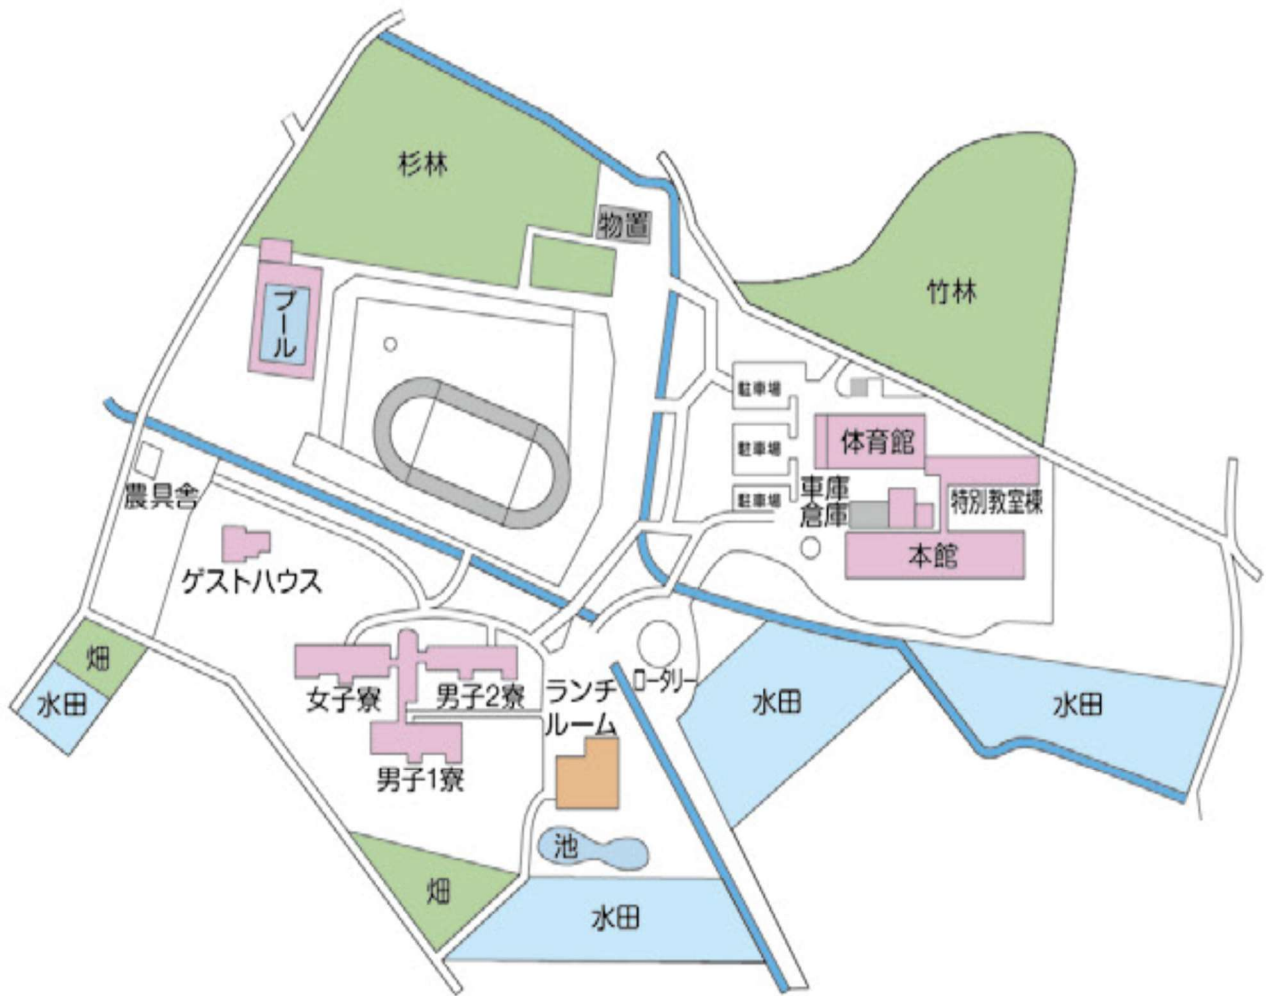 杉林
物置
竹林
プール
駐車場
体育館
駐車場
車庫
倉庫
特別教室棟
駐車場
農具舎
本館
ゲストハウス
畑
水田
女子寮
男子2寮
ランチ
ルーム
ロータリー
水田
水田
男子1寮
池
畑
水田